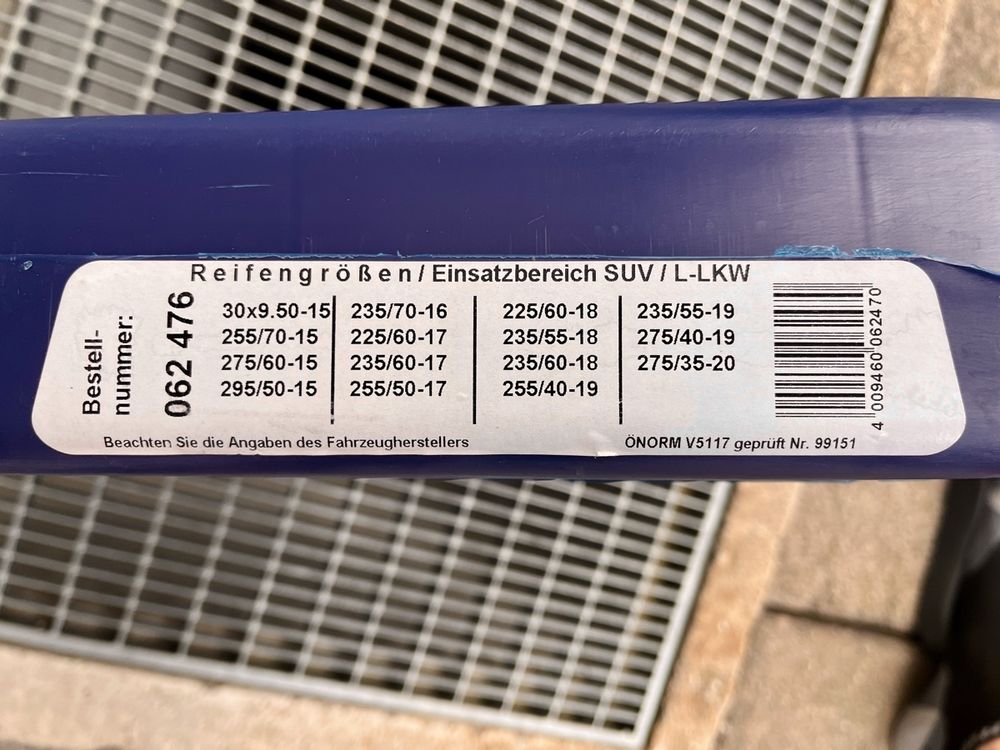 Reifengrößen / Einsatzbereich SUV / L-LKW
Bestell-
nummer:
062 476
30x9.50-15
255/70-15
275/60-15
295/50-15
235/70-16
225/60-17
235/60-17
255/50-17
225/60-18
235/55-18
235/60-18
255/40-19
235/55-19
275/40-19
275/35-20
4 009460 062470
Beachten Sie die Angaben des Fahrzeugherstellers
ÖNORM V5117 geprüft Nr. 99151